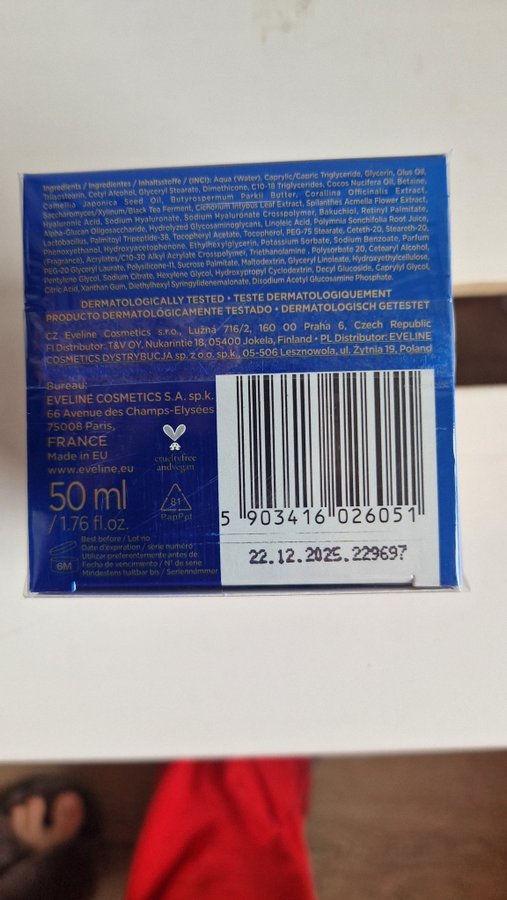 Ingredients / Ingredientes / Inhaltsstoffe / (INCI): Aqua (Water), Caprylic/Capric Triglyceride, Glycerin, Olus Oil,
Triisostearin, Cetyl Alcohol, Glyceryl Stearate, Dimethicone, C10-18 Triglycerides, Cocos Nucifera Oil, Betaine,
Camellia Japonica Seed Oil, Butyrospermum Parkii Butter, Corallina Officinalis Extract,
Saccharomyces/Xylinum/Black Tea Ferment, Cichorium Intybus Leaf Extract, Spilanthes Acmella Flower Extract,
Hyaluronic Acid, Sodium Hyaluronate, Sodium Hyaluronate Crosspolymer, Bakuchiol, Retinyl Palmitate,
Alpha-Glucan Oligosaccharide, Hydrolyzed Glycosaminoglycans, Linoleic Acid, Polymnia Sonchifolia Root Juice,
Lactobacillus, Palmitoyl Tripeptide-38, Tocopheryl Acetate, Tocopherol, PEG-75 Stearate, Ceteth-20, Steareth-20,
Phenoxyethanol, Hydroxyacetophenone, Ethylhexylglycerin, Potassium Sorbate, Sodium Benzoate, Parfum
(Fragrance), Acrylates/C10-30 Alkyl Acrylate Crosspolymer, Triethanolamine, Polysorbate 20, Cetearyl Alcohol,
PEG-20 Glyceryl Laurate, Polysilicone-11, Sucrose Palmitate, Maltodextrin, Glyceryl Linoleate, Hydroxyethylcellulose,
Pentylene Glycol, Sodium Citrate, Hexylene Glycol, Hydroxypropyl Cyclodextrin, Decyl Glucoside, Caprylyl Glycol,
Citric Acid, Xanthan Gum, Diethylhexyl Syringylidenemalonate, Disodium Acetyl Glucosamine Phosphate.
DERMATOLOGICALLY TESTED • TESTE DERMATOLOGIQUEMENT
PRODUCTO DERMATOLÓGICAMENTE TESTADO • DERMATOLOGISCH GETESTET
CZ Eveline Cosmetics s.r.o., Lužná 716/2, 160 00 Praha 6, Czech Republic
FI Distributor: T&V OY, Nukarintie 18, 05400 Jokela, Finland • PL Distributor: EVELINE
COSMETICS DYSTRYBUCJA sp. z o.o. sp.k., 05-506 Lesznowola, ul. Żytnia 19, Poland
Bureau:
EVELINE COSMETICS S.A. sp.k.
66 Avenue des Champs-Elysées
75008 Paris,
FRANCE
Made in EU
www.eveline.eu
crueltyfree
andvegan
50 ml
/ 1.76 fl.oz.
81
PapPpt
6M
Best before / Lot no
Date d'expiration / série numéro
Utilizar preferentemente antes de
Fecha de vencimiento / N° de serie
Mindestens haltbar bis / Seriennummer
5 903416 026051
22.12.2025.229697